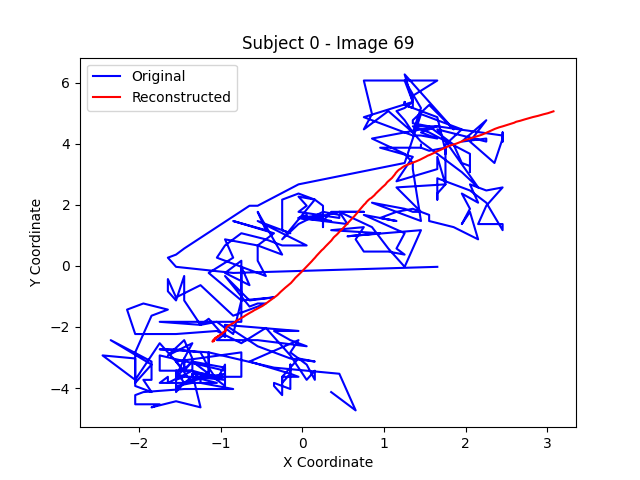 Subject 0 - Image 69
Original
Reconstructed
6
4
2
0
−2
−4
Y Coordinate
−2 −1 0 1 2 3
X Coordinate